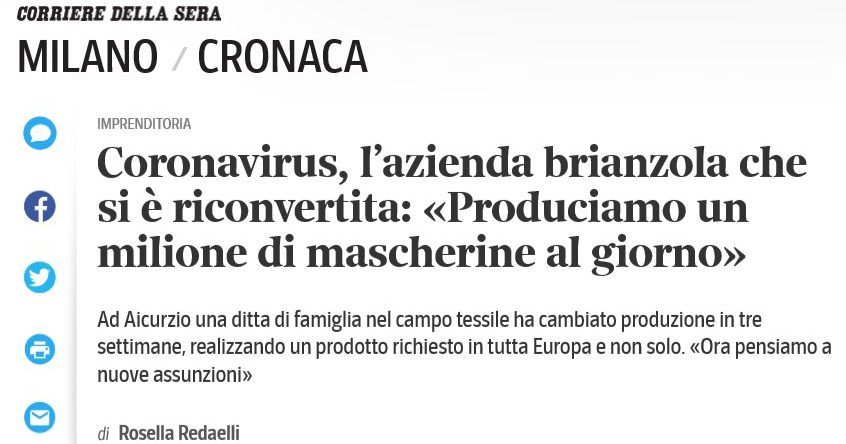 CORRIERE DELLA SERA
MILANO / CRONACA
IMPRENDITORIA
Coronavirus, l’azienda brianzola che
si è riconvertita: «Produciamo un
milione di mascherine al giorno»
Ad Aicurzio una ditta di famiglia nel campo tessile ha cambiato produzione in tre
settimane, realizzando un prodotto richiesto in tutta Europa e non solo. «Ora pensiamo a
nuove assunzioni»
di Rosella Redaelli